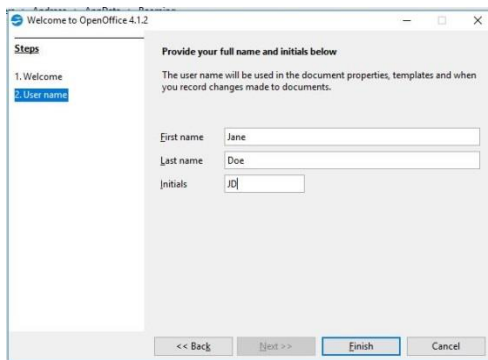 Welcome to OpenOffice 4.1.2
Steps
1. Welcome
2. User name
Provide your full name and initials below
The user name will be used in the document properties, templates and when
you record changes made to documents.
First name Jane
Last name Doe
Initials JD
<< Back Next >> Finish Cancel